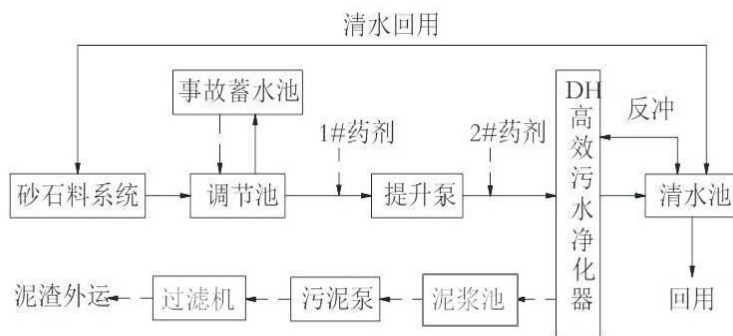 清水回用
事故蓄水池
DH高效污水净化器
反冲
1#药剂
2#药剂
砂石料系统
调节池
提升泵
清水池
泥渣外运
过滤机
污泥泵
泥浆池
回用